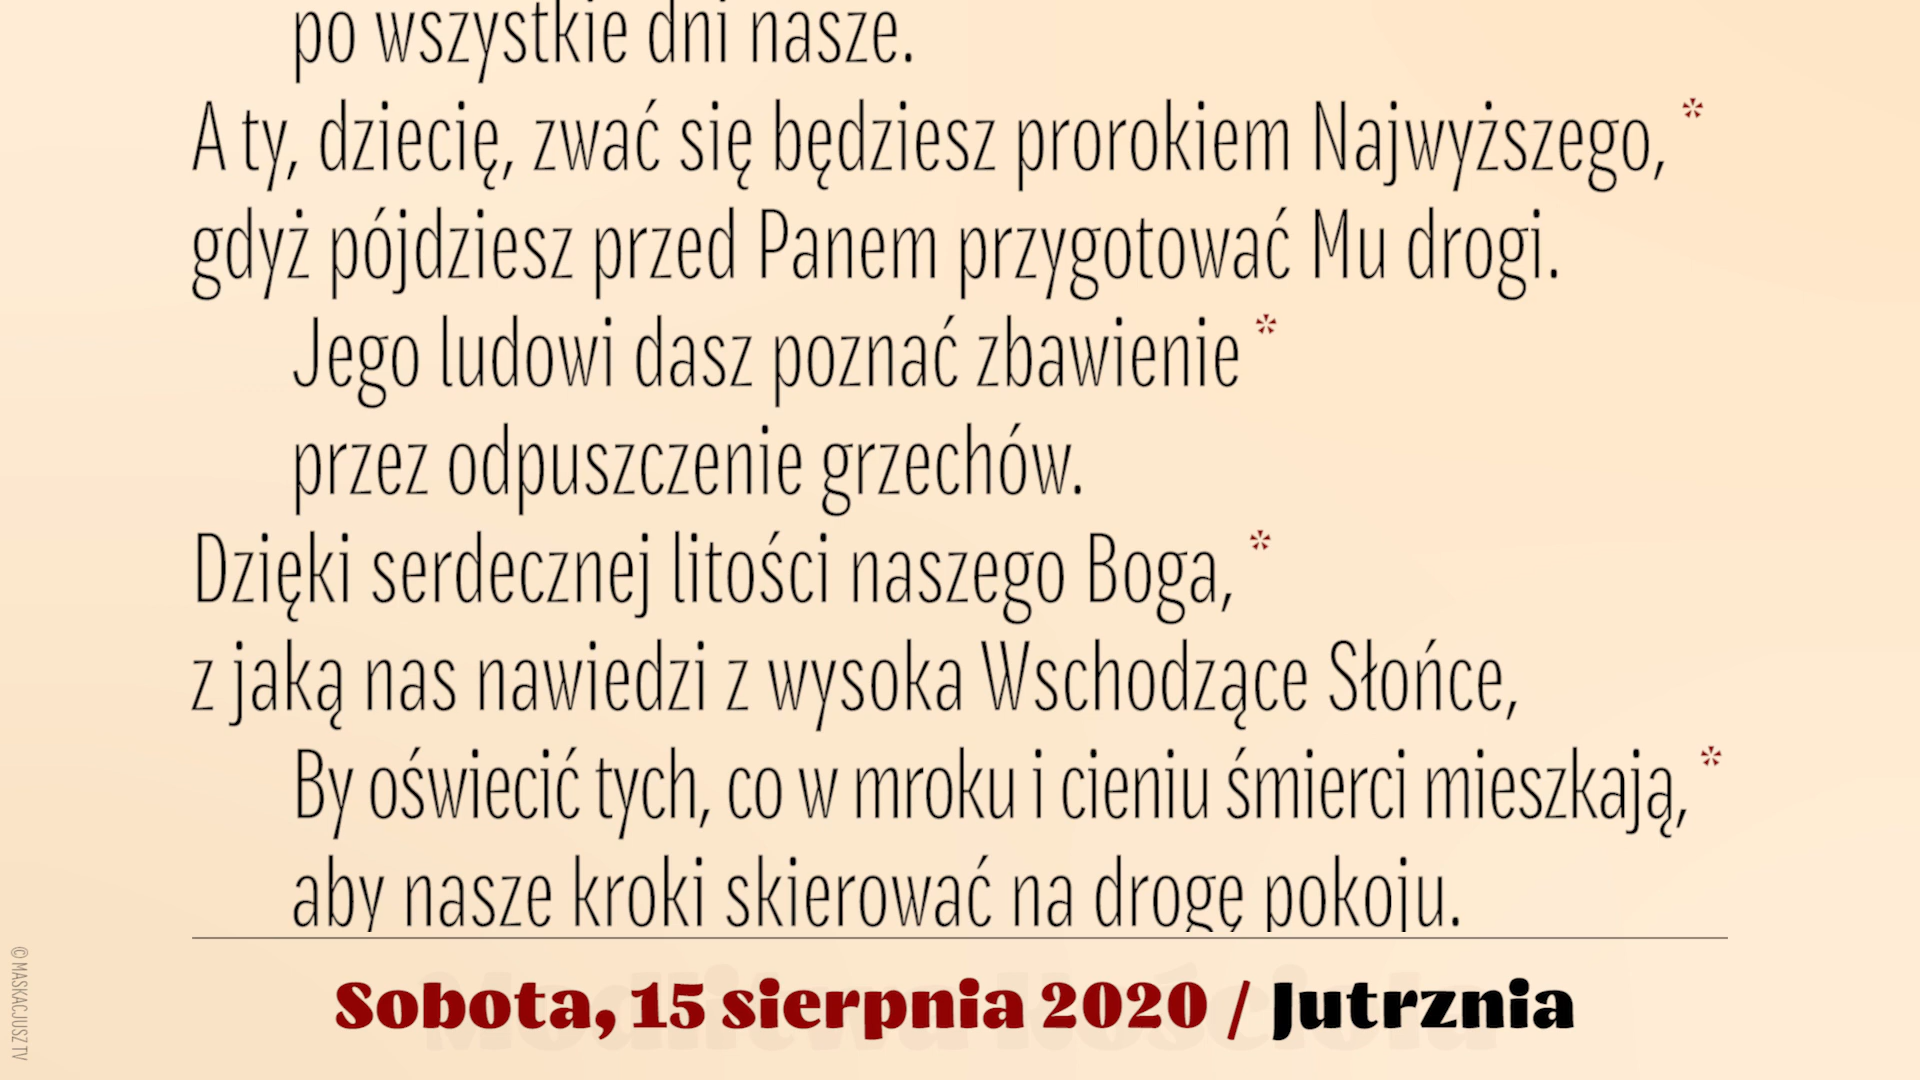 po wszystkie dni nasze.
A ty, dziecię, zwać się będziesz prorokiem Najwyższego, *
gdyż pójdziesz przed Panem przygotować Mu drogi.
Jego ludowi dasz poznać zbawienie *
przez odpuszczenie grzechów.
Dzięki serdecznej litości naszego Boga, *
z jaką nas nawiedzi z wysoka Wschodzące Słońce,
By oświecić tych, co w mroku i cieniu śmierci mieszkają, *
aby nasze kroki skierować na drogę pokoju.
Sobota, 15 sierpnia 2020 / Jutrznia
© MASKACJUSZ TV